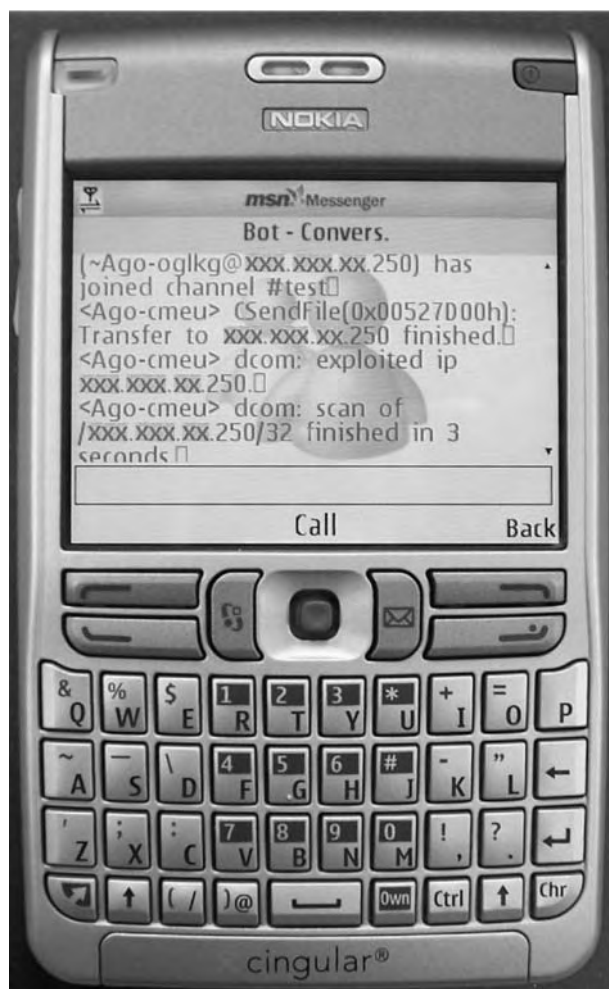 NOKIA
msn Messenger
Bot - Convers.
(~Ago-oglkg@xxx.xxx.xx.250) has
joined channel #test
<Ago-cmeu> CSendFile(0x00527D00h):
Transfer to xxx.xxx.xx.250 finished.
<Ago-cmeu> dcom: exploited ip
xxx.xxx.xx.250.
<Ago-cmeu> dcom: scan of
/xxx.xxx.xx.250/32 finished in 3
seconds
Call Back
& Q % W $ E 1 R 2 T 3 Y * U + I = O P
~ A — S \ D 4 F 5 G 6 H # J - K " L ←
' Z ; X : C 7 V 8 B 9 N 0 M ! , ? . ↵
↑ ( / ) @ Own Ctrl ↑ Chr
cingular®